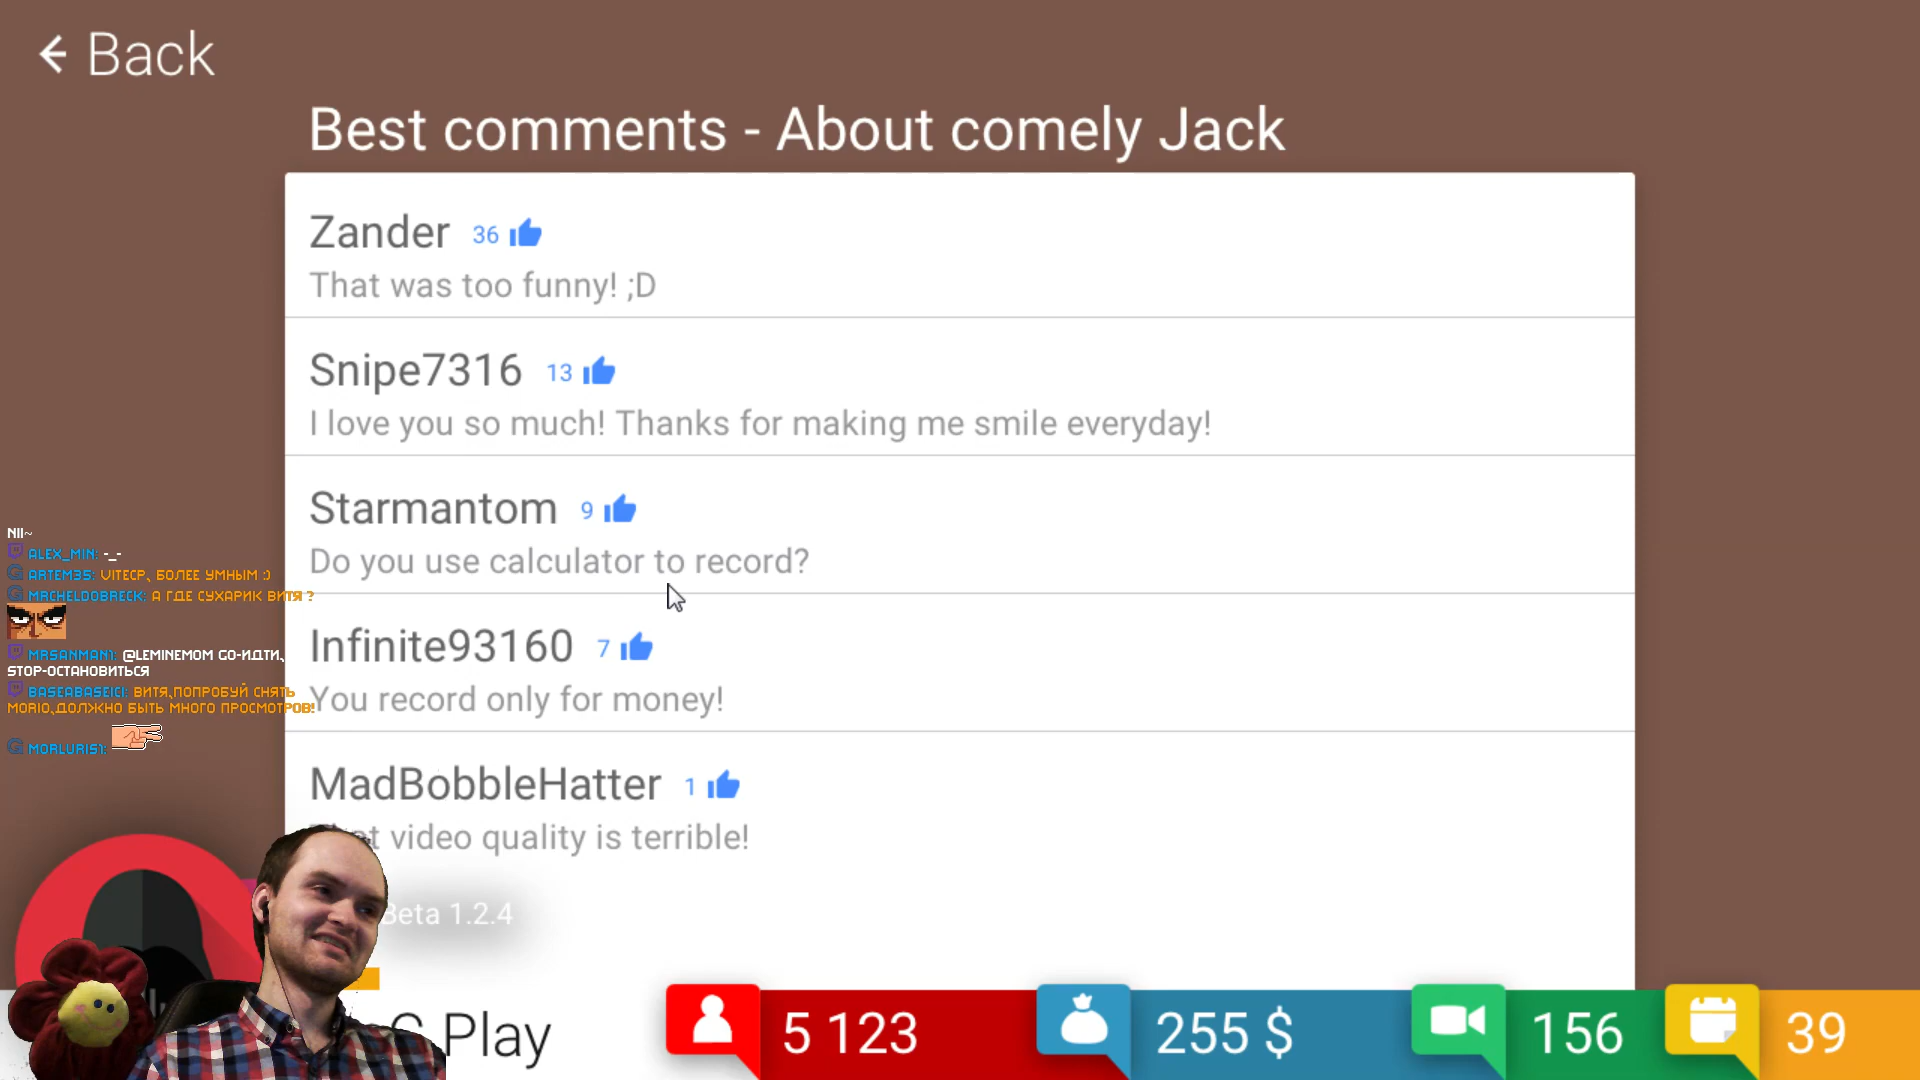 Back
Best comments - About comely Jack
Zander 36
That was too funny! ;D
Snipe7316 13
I love you so much! Thanks for making me smile everyday!
Starmantom 9
Do you use calculator to record?
Infinite93160 7
You record only for money!
MadBobbleHatter 1
video quality is terrible!
NII~
ALEX_MIN: -_-
ARTEM35: VITECP, БОЛЕЕ УМНЫМ :)
MRCHELDOBRECK: А ГДЕ СУХАРИК ВИТЯ ?
MRSANMAN1: @LEMINEMOM GO-ИДТИ,
STOP-ОСТАНОВИТЬСЯ
BASEABASEICI: ВИТЯ,ПОПРОБУЙ СНЯТЬ
MORIO,ДОЛЖНО БЫТЬ МНОГО ПРОСМОТРОВ!
MORLURIST:
Beta 1.2.4
Play
5 123
255 $
156
39